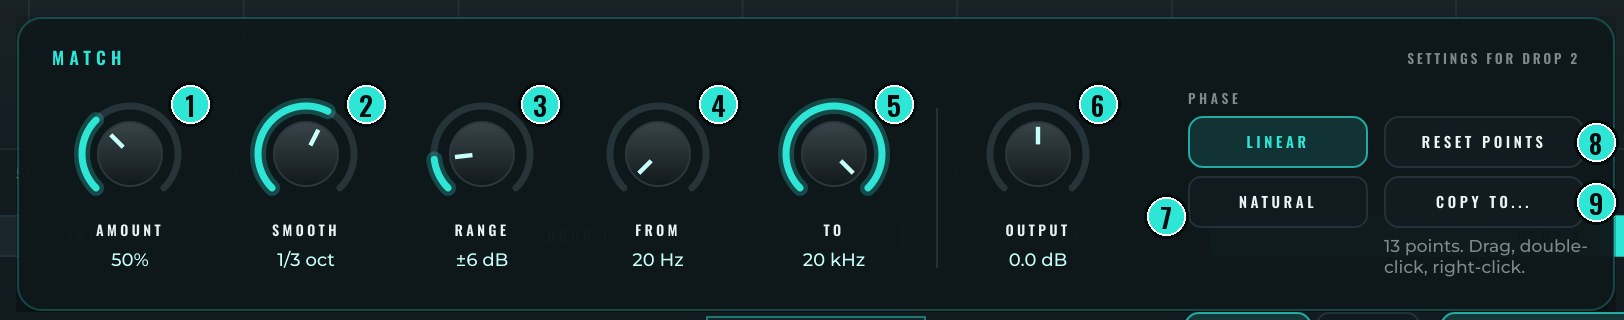 MATCH
SETTINGS FOR DROP 2
1
2
3
4
5
6
PHASE
LINEAR
RESET POINTS
8
NATURAL
COPY TO...
9
7
AMOUNT
SMOOTH
RANGE
FROM
TO
OUTPUT
50%
1/3 oct
±6 dB
20 Hz
20 kHz
0.0 dB
13 points. Drag, double-
click, right-click.